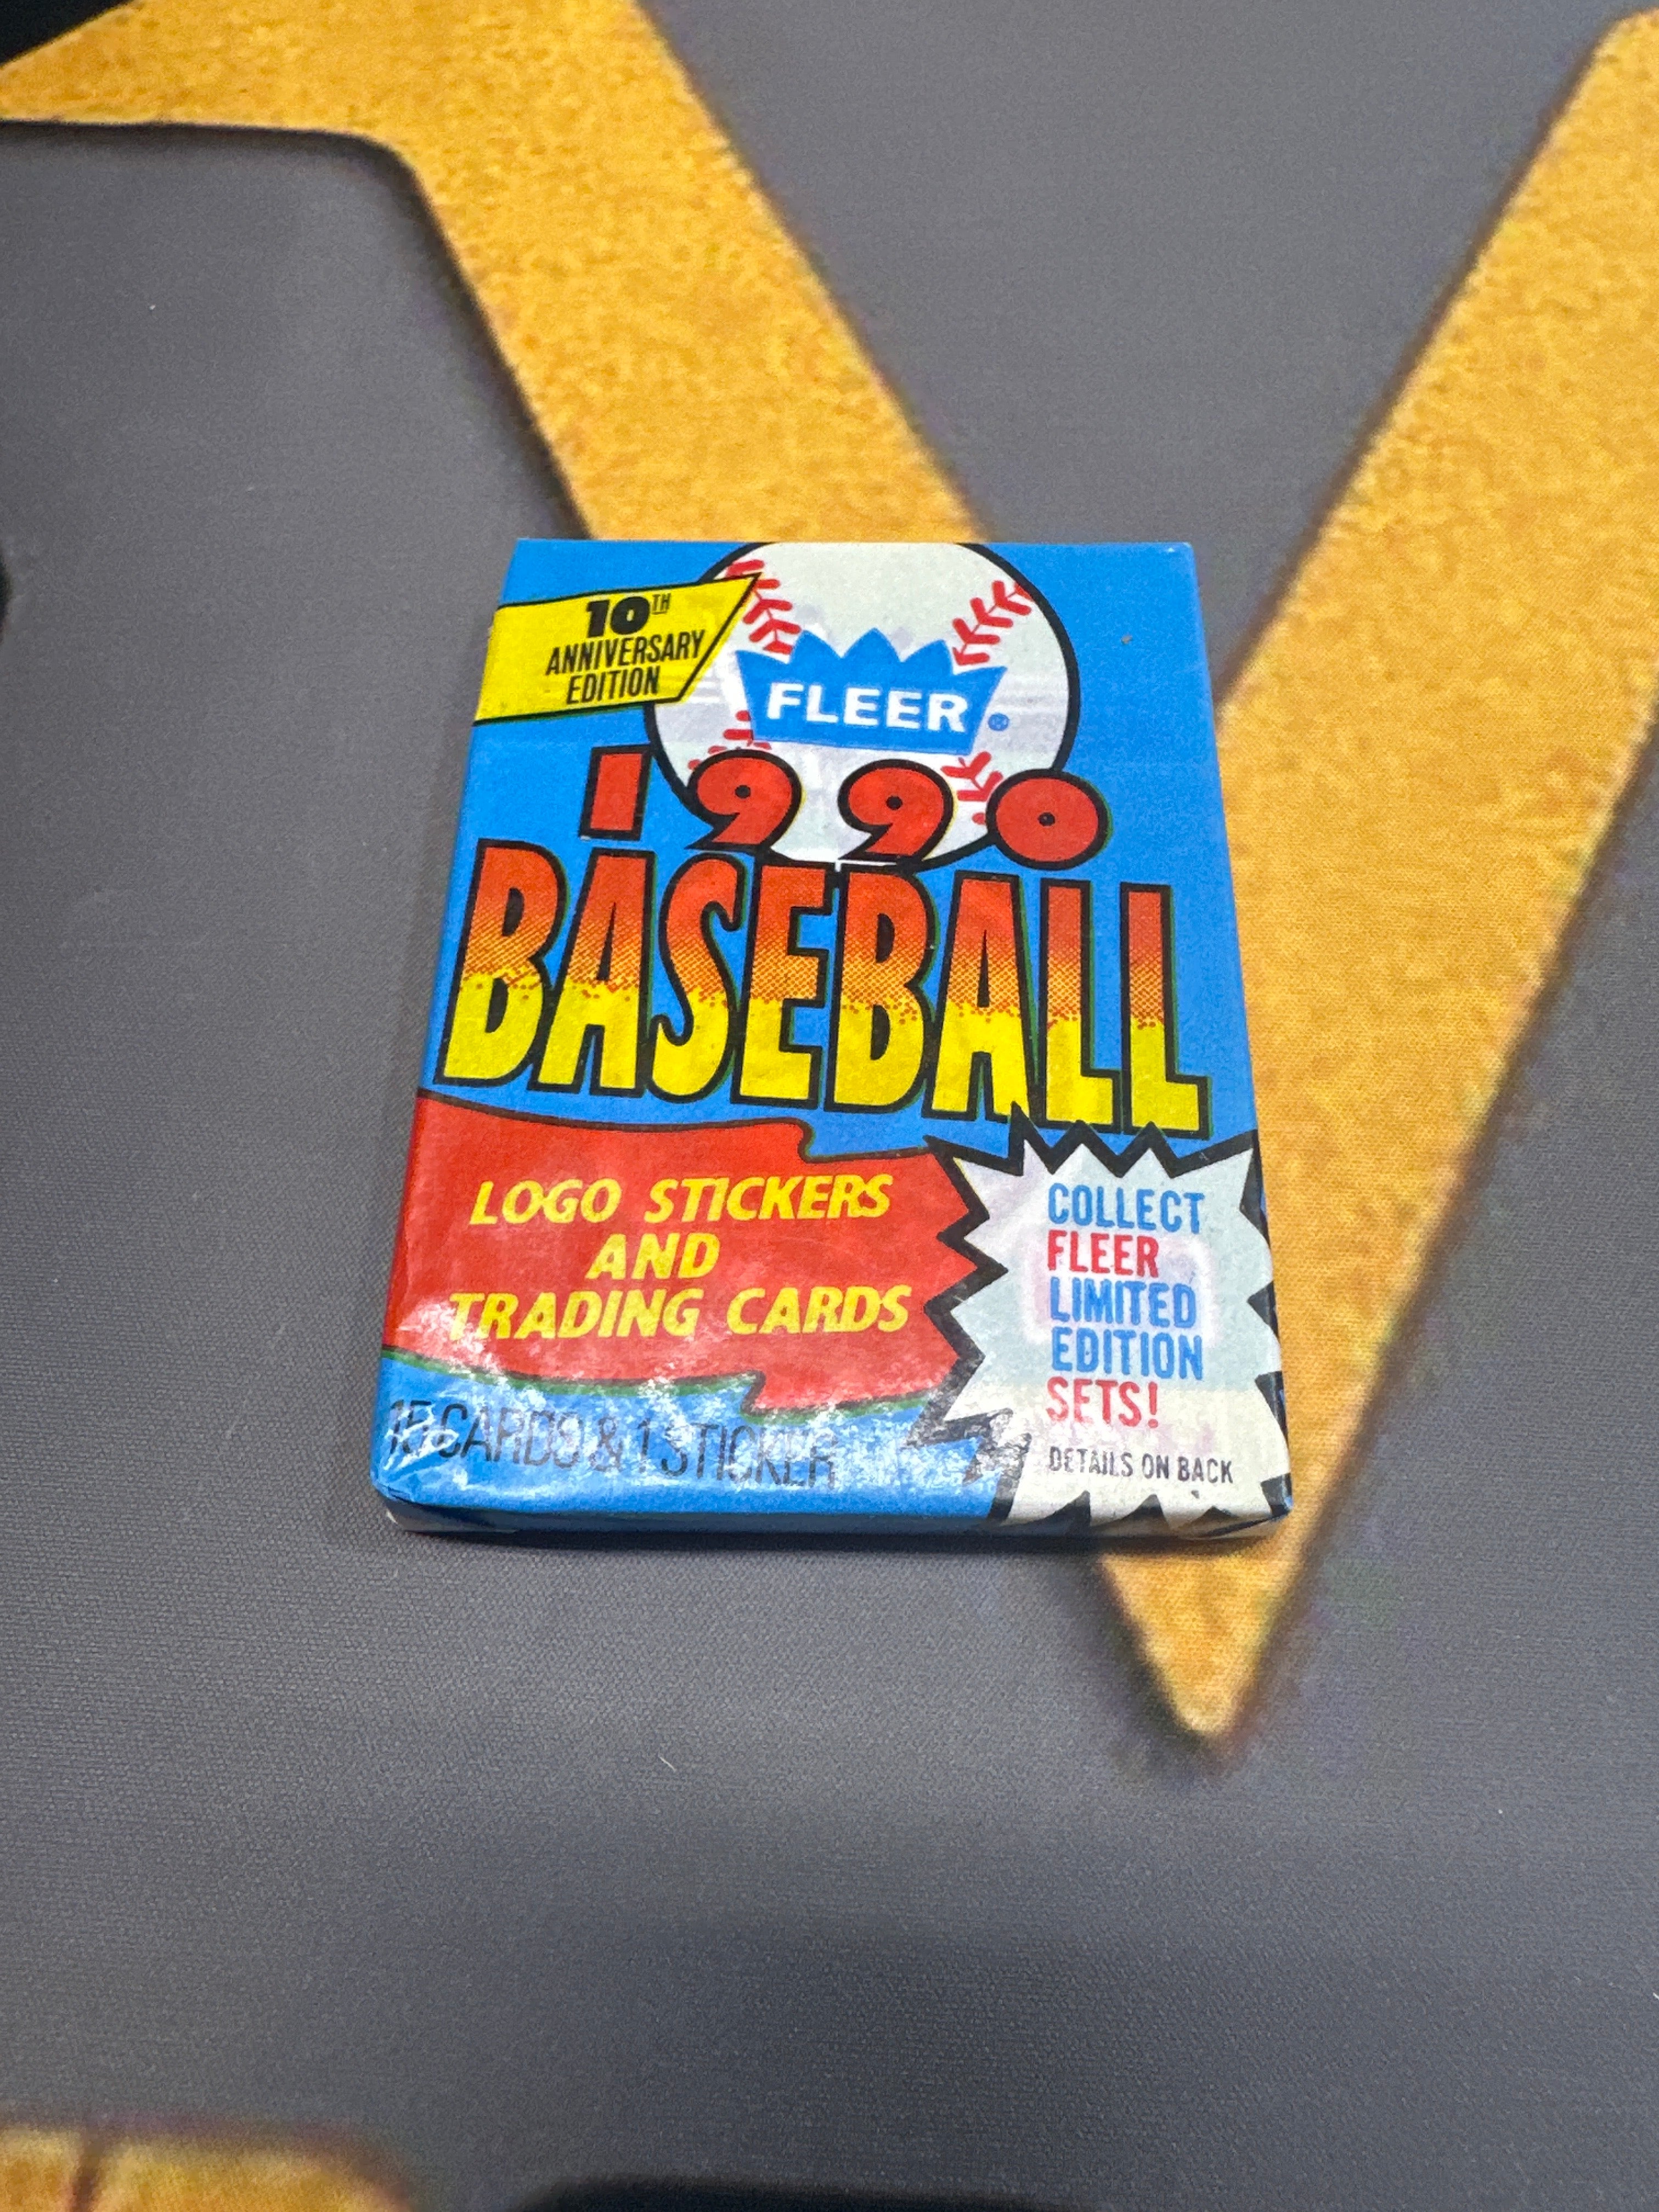 10TH
ANNIVERSARY
EDITION
FLEER®
1990
BASEBALL
LOGO STICKERS
AND
TRADING CARDS
15 CARDS & 1 STICKER
COLLECT
FLEER
LIMITED
EDITION
SETS!
DETAILS ON BACK